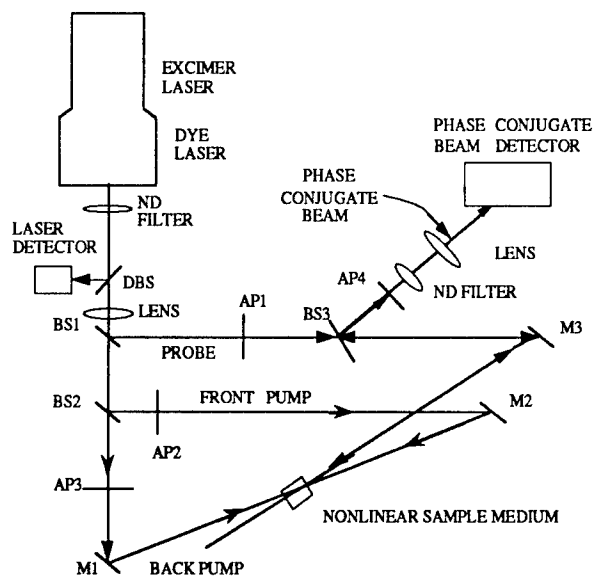 EXCIMER
LASER
DYE
LASER
PHASE CONJUGATE
BEAM DETECTOR
PHASE
CONJUGATE
BEAM
ND
FILTER
LASER
DETECTOR
DBS
LENS
AP4
ND FILTER
LENS
BS1
AP1
BS3
PROBE
M3
BS2
FRONT PUMP
M2
AP2
AP3
NONLINEAR SAMPLE MEDIUM
M1
BACK PUMP